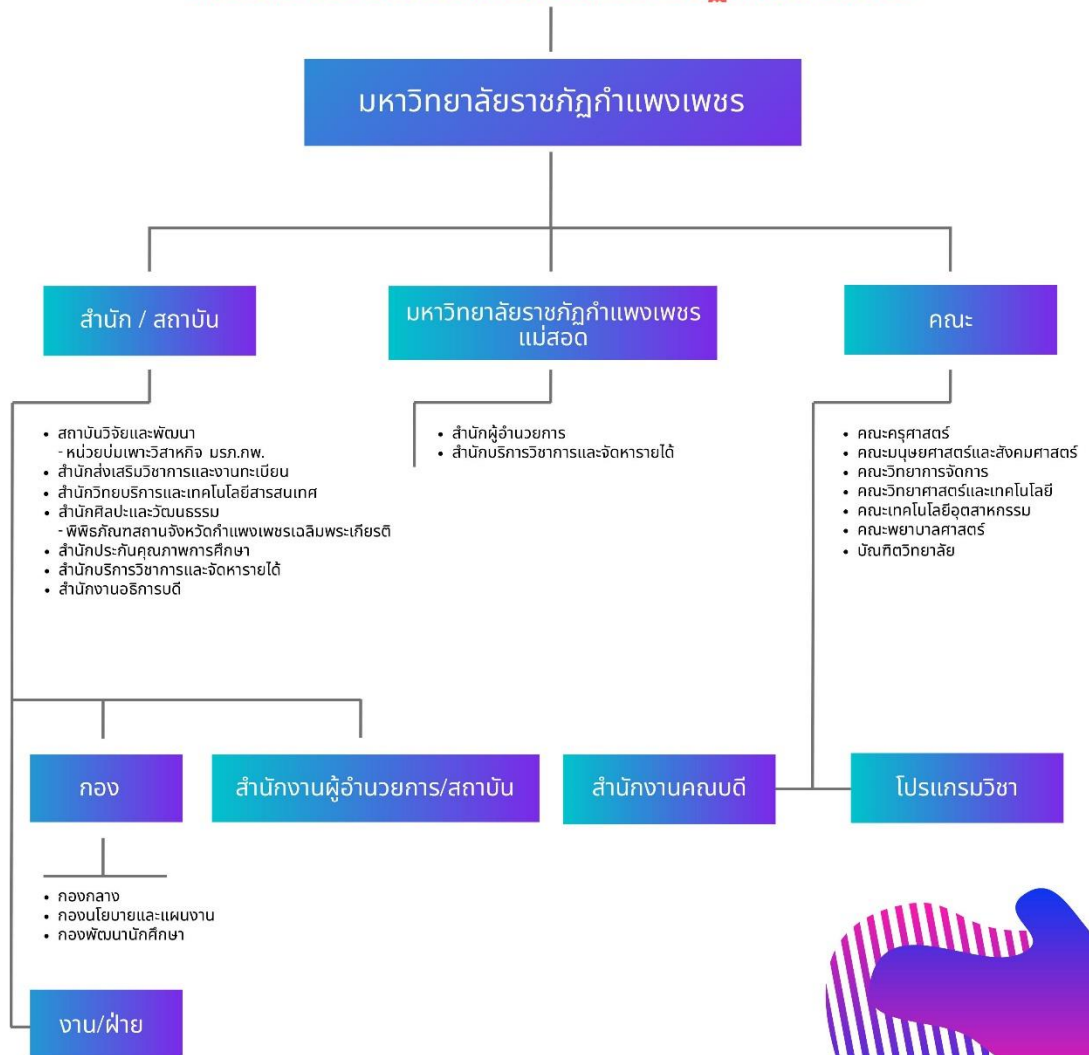 มหาวิทยาลัยราชภัฏกำแพงเพชร
สำนัก / สถาบัน
มหาวิทยาลัยราชภัฏกำแพงเพชร
แม่สอด
คณะ
• สถาบันวิจัยและพัฒนา
- หน่วยบ่มเพาะวิสาหกิจ มรภ.กพ.
• สำนักส่งเสริมวิชาการและงานทะเบียน
• สำนักวิทยบริการและเทคโนโลยีสารสนเทศ
• สำนักศิลปะและวัฒนธรรม
- พิพิธภัณฑสถานจังหวัดกำแพงเพชรเฉลิมพระเกียรติ
• สำนักประกันคุณภาพการศึกษา
• สำนักบริการวิชาการและจัดหารายได้
• สำนักงานอธิการบดี
• สำนักผู้อำนวยการ
• สำนักบริการวิชาการและจัดหารายได้
• คณะครุศาสตร์
• คณะมนุษยศาสตร์และสังคมศาสตร์
• คณะวิทยาการจัดการ
• คณะวิทยาศาสตร์และเทคโนโลยี
• คณะเทคโนโลยีอุตสาหกรรม
• คณะพยาบาลศาสตร์
• บัณฑิตวิทยาลัย
กอง
สำนักงานผู้อำนวยการ/สถาบัน
สำนักงานคณบดี
โปรแกรมวิชา
• กองกลาง
• กองนโยบายและแผนงาน
• กองพัฒนานักศึกษา
งาน/ฝ่าย